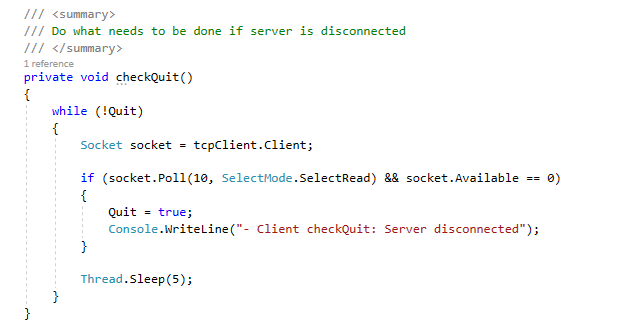 /// <summary>
/// Do what needs to be done if server is disconnected
/// </summary>
1 reference
private void checkQuit()
{
    while (!Quit)
    {
        Socket socket = tcpClient.Client;

        if (socket.Poll(10, SelectMode.SelectRead) && socket.Available == 0)
        {
            Quit = true;
            Console.WriteLine("- Client checkQuit: Server disconnected");
        }

        Thread.Sleep(5);
    }
}